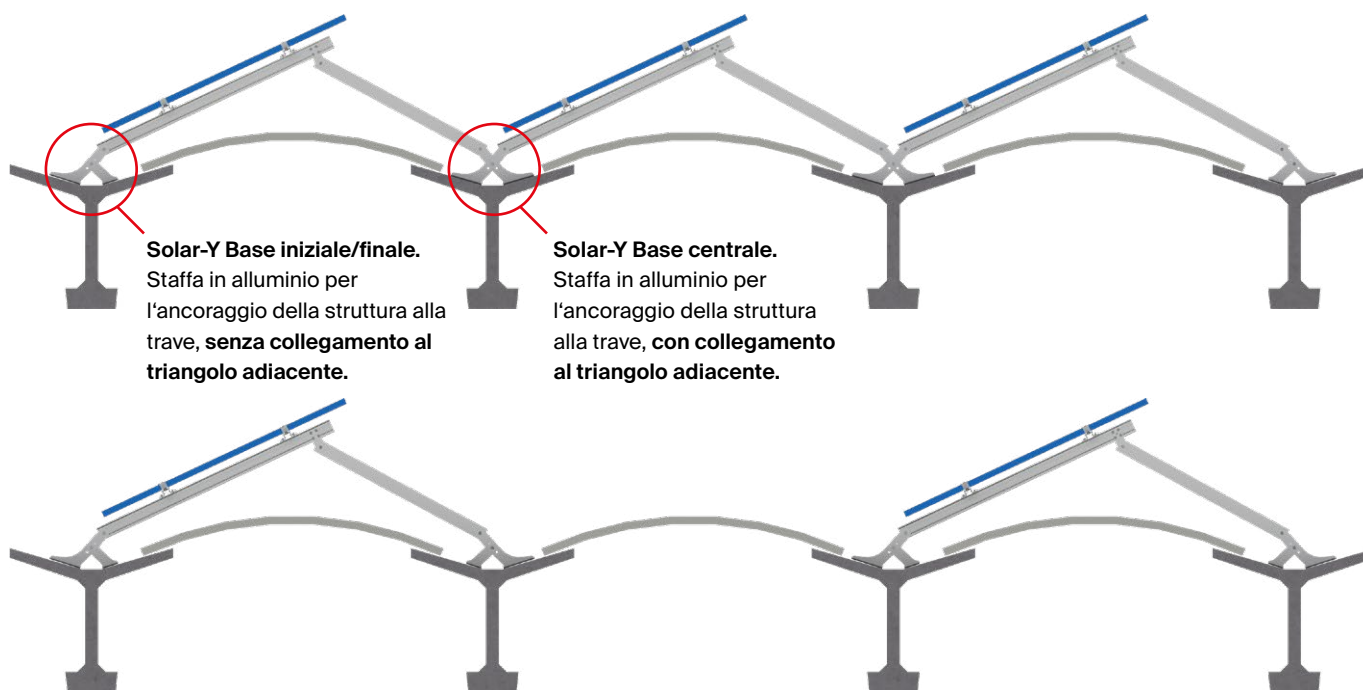 Solar-Y Base iniziale/finale.
Staffa in alluminio per
l‘ancoraggio della struttura alla
trave, senza collegamento al
triangolo adiacente.
Solar-Y Base centrale.
Staffa in alluminio per
l‘ancoraggio della struttura
alla trave, con collegamento
al triangolo adiacente.